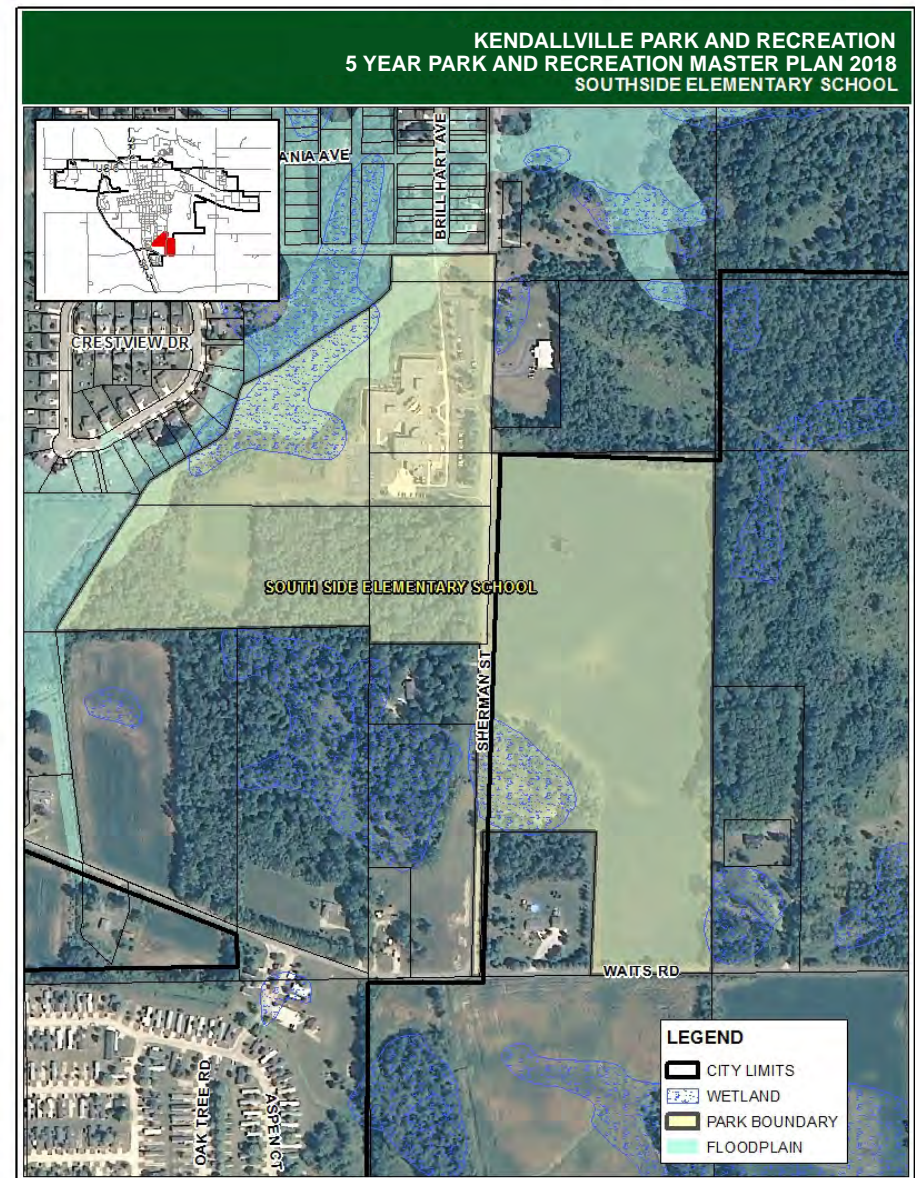 KENDALLVILLE PARK AND RECREATION
5 YEAR PARK AND RECREATION MASTER PLAN 2018
SOUTHSIDE ELEMENTARY SCHOOL
ANIA AVE
BRILL HART AVE
CRESTVIEW DR
SOUTH SIDE ELEMENTARY SCHOOL
SHERMAN ST
WAITS RD
OAK TREE RD
ASPEN CT
LEGEND
CITY LIMITS
WETLAND
PARK BOUNDARY
FLOODPLAIN